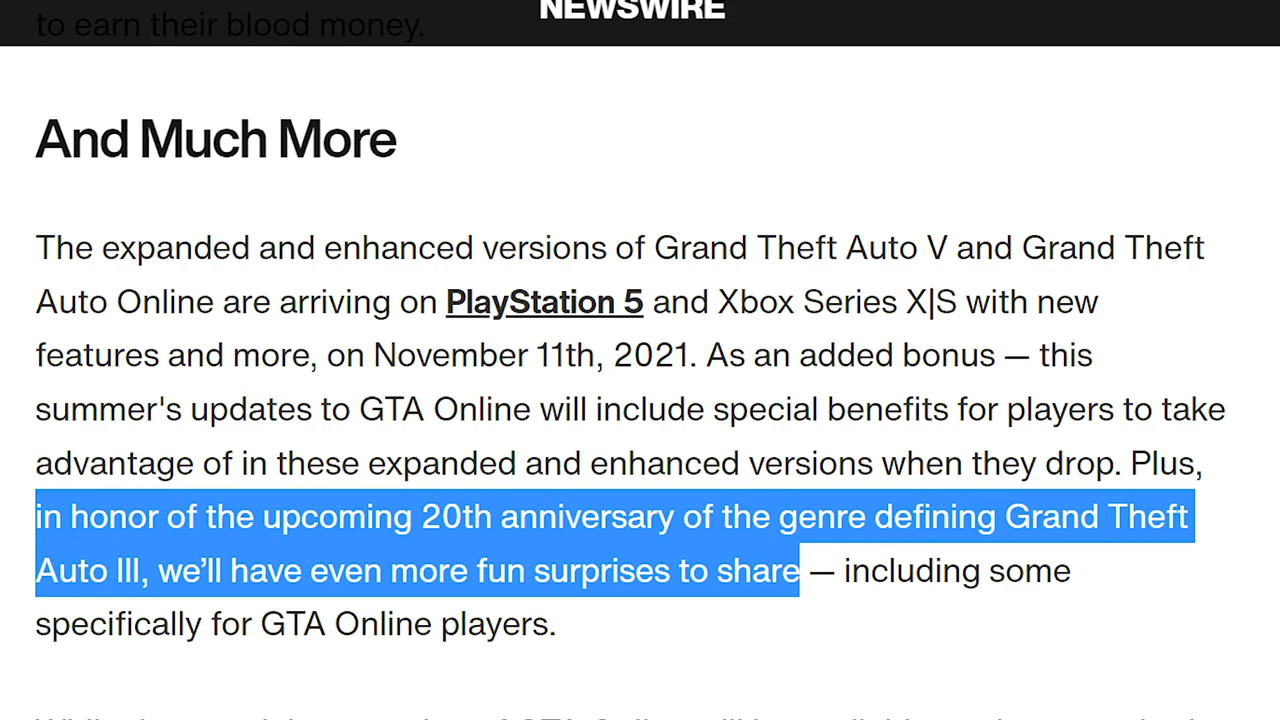 to earn their blood money.
NEWSWIRE
And Much More
The expanded and enhanced versions of Grand Theft Auto V and Grand Theft
Auto Online are arriving on PlayStation 5 and Xbox Series X|S with new
features and more, on November 11th, 2021. As an added bonus — this
summer's updates to GTA Online will include special benefits for players to take
advantage of in these expanded and enhanced versions when they drop. Plus,
in honor of the upcoming 20th anniversary of the genre defining Grand Theft
Auto III, we’ll have even more fun surprises to share — including some
specifically for GTA Online players.